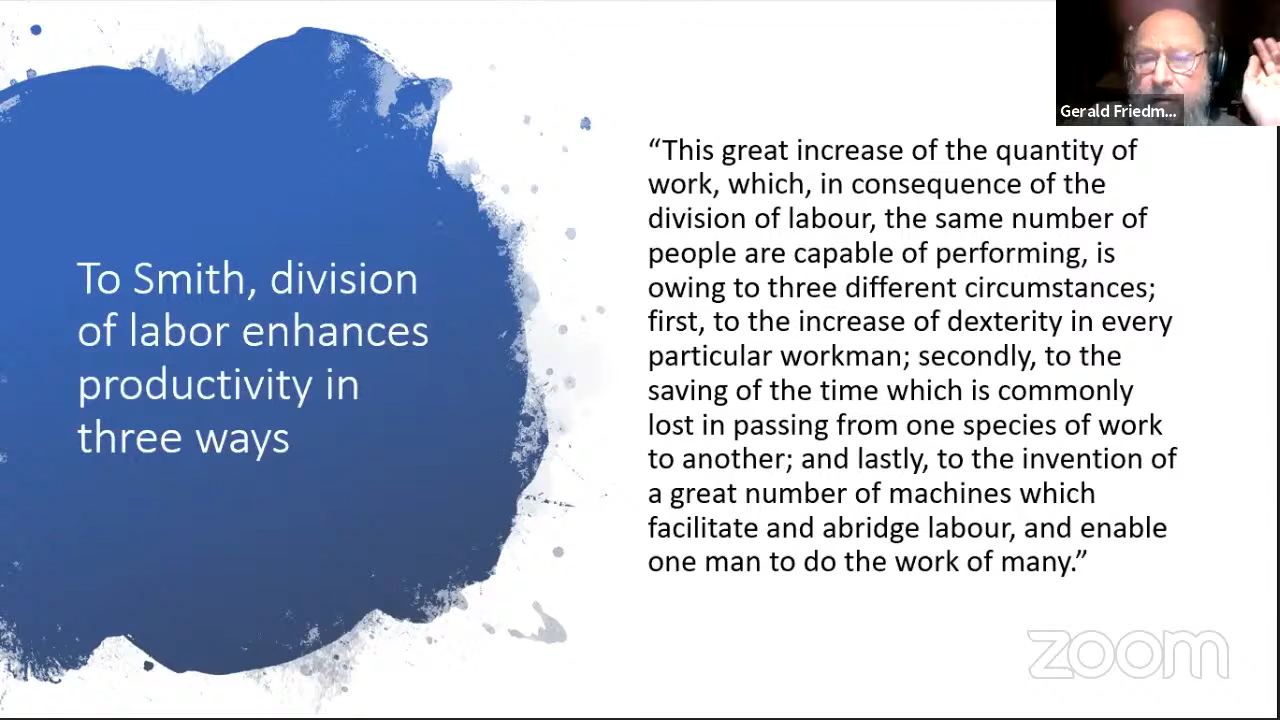 To Smith, division
of labor enhances
productivity in
three ways
Gerald Friedm...
“This great increase of the quantity of
work, which, in consequence of the
division of labour, the same number of
people are capable of performing, is
owing to three different circumstances;
first, to the increase of dexterity in every
particular workman; secondly, to the
saving of the time which is commonly
lost in passing from one species of work
to another; and lastly, to the invention of
a great number of machines which
facilitate and abridge labour, and enable
one man to do the work of many.”
zoom